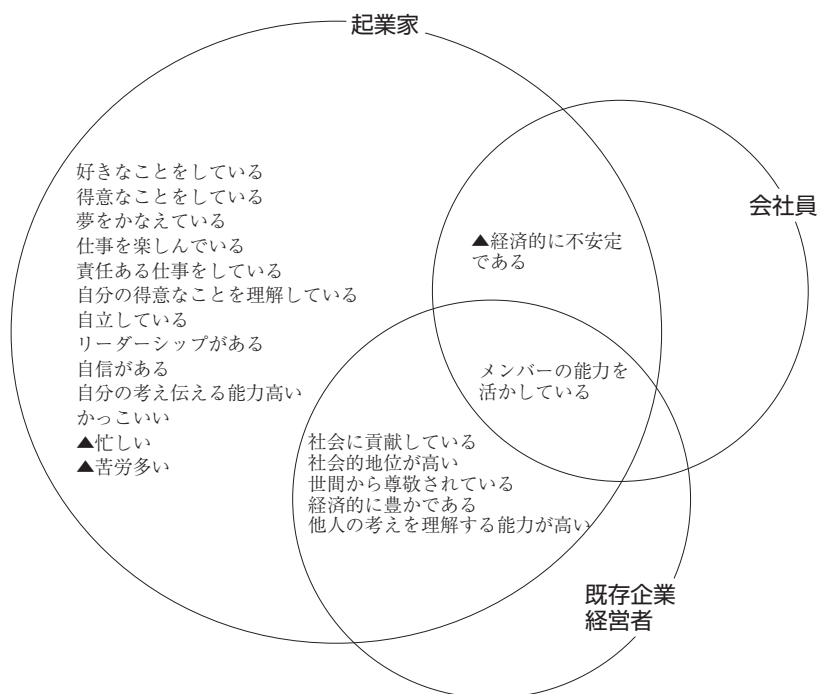 起業家
会社員
好きなことをしている
得意なことをしている
夢をかなえている
仕事を楽しんでいる
責任ある仕事をしている
自分の得意なことを理解している
自立している
リーダーシップがある
自信がある
自分の考え伝える能力高い
かっこいい
▲忙しい
▲苦労多い
▲経済的に不安定
である
メンバーの能力を
活かしている
社会に貢献している
社会的地位が高い
世間から尊敬されている
経済的に豊かである
他人の考えを理解する能力が高い
既存企業
経営者